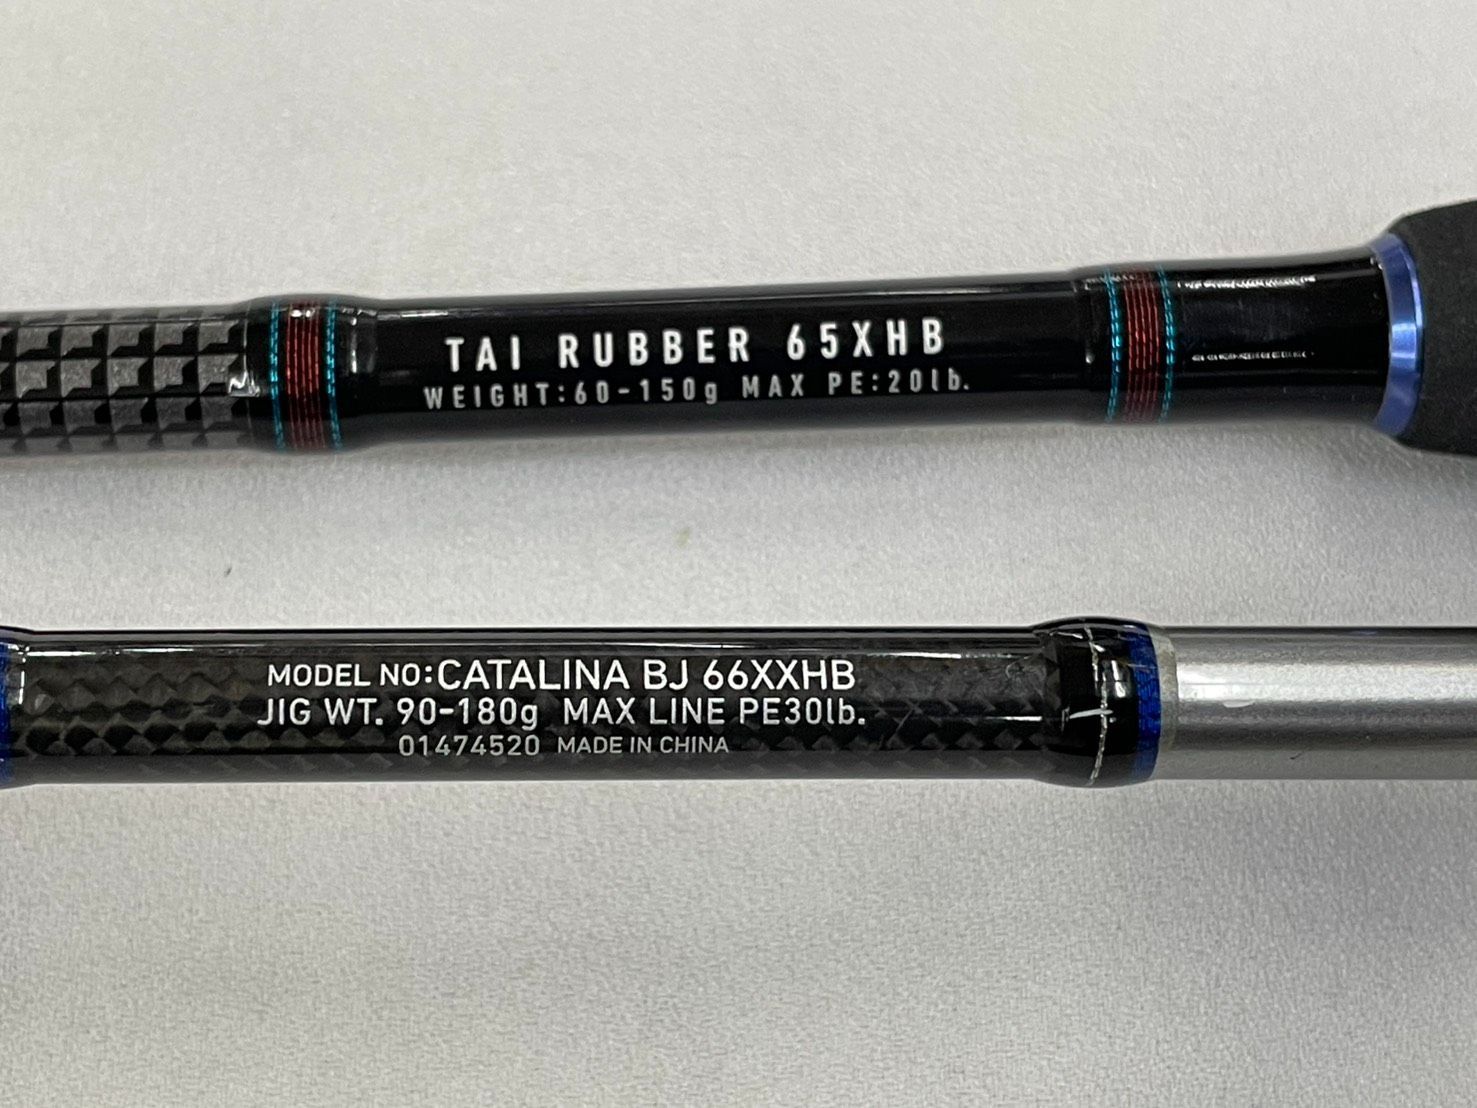 TAI RUBBER 65XHB
WEIGHT:60-150g MAX PE:20lb.
MODEL NO:CATALINA BJ 66XXHB
JIG WT. 90-180g MAX LINE PE30lb.
01474520 MADE IN CHINA